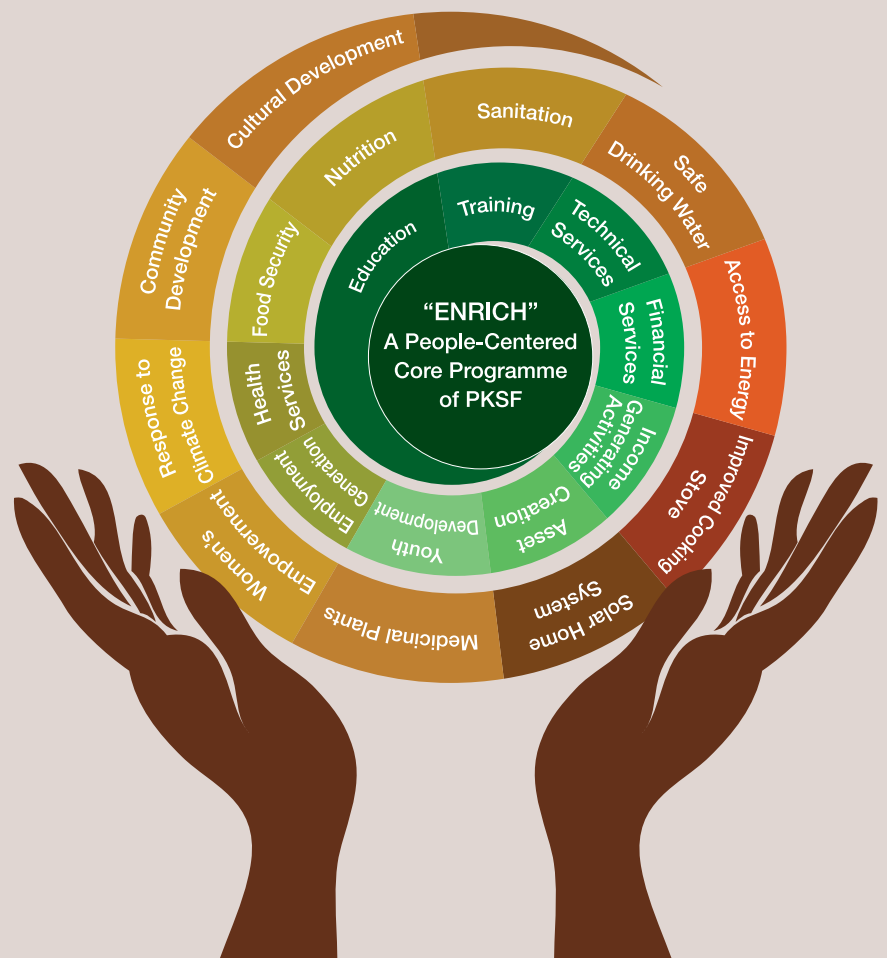 “ENRICH”
A People-Centered
Core Programme
of PKSF
Education
Training
Technical
Services
Financial
Services
Income
Generating
Activities
Asset
Creation
Youth
Development
Employment
Generation
Health
Services
Food Security
Nutrition
Sanitation
Safe
Drinking Water
Access to Energy
Improved Cooking
Stove
Solar Home
System
Medicinal Plants
Women's
Empowerment
Response to
Climate Change
Community
Development
Cultural Development